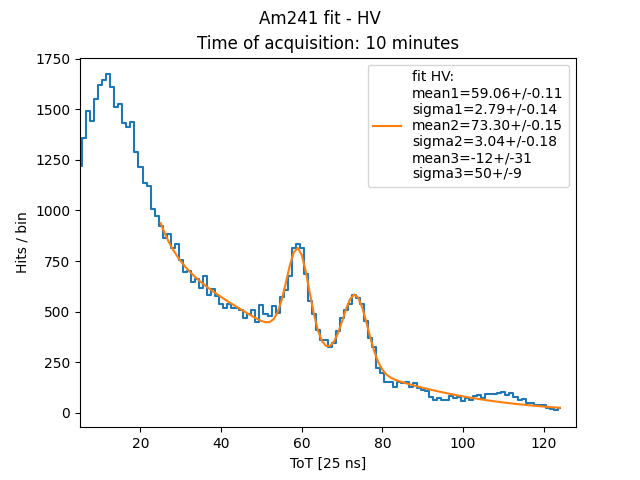 Am241 fit - HV
Time of acquisition: 10 minutes
fit HV:
mean1=59.06+/-0.11
sigma1=2.79+/-0.14
mean2=73.30+/-0.15
sigma2=3.04+/-0.18
mean3=-12+/-31
sigma3=50+/-9
Hits / bin
1750
1500
1250
1000
750
500
250
0
20
40
60
80
100
120
ToT [25 ns]